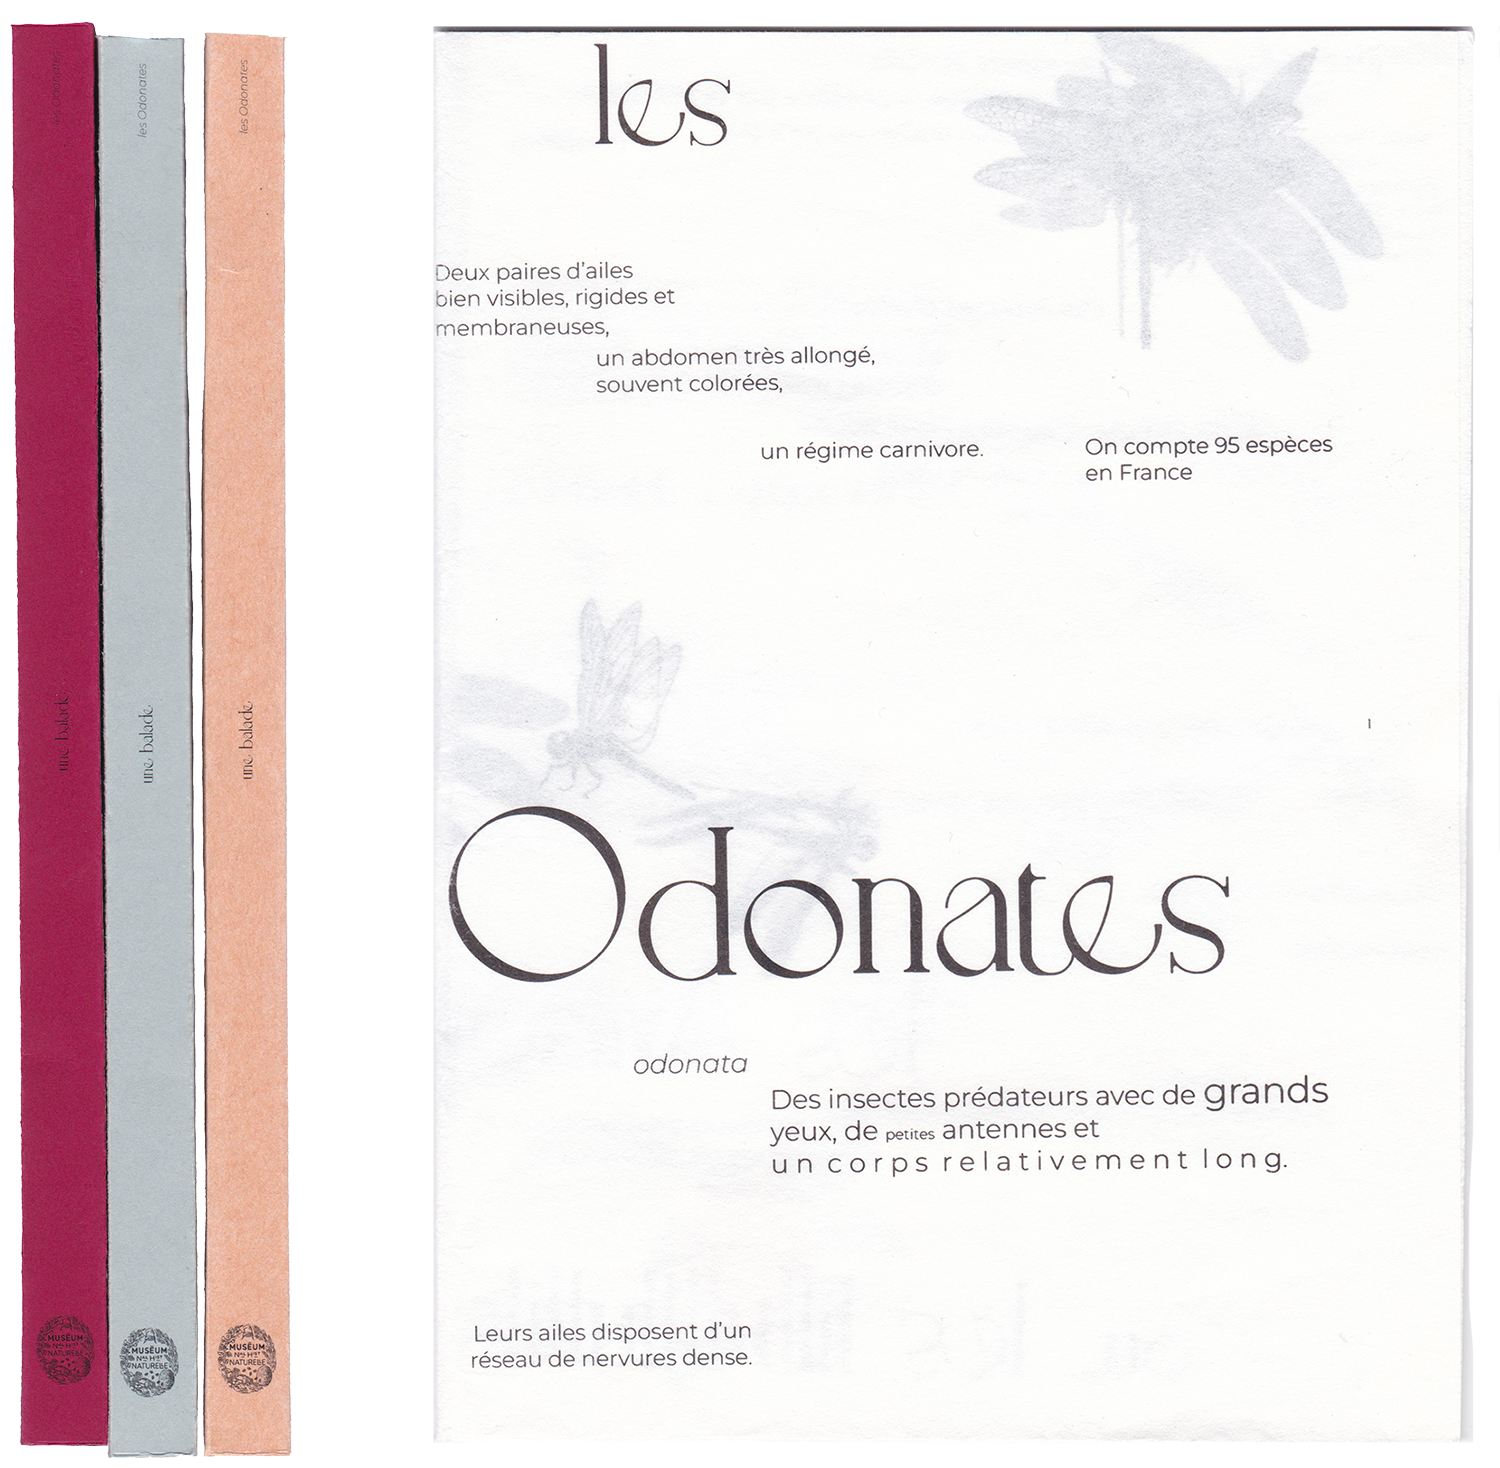 les Odonates
une balade
MUSÉUM
NATUREBE
les Odonates
une balade
MUSÉUM
NATUREBE
les Odonates
une balade
MUSÉUM
NATUREBE
les
Deux paires d’ailes
bien visibles, rigides et
membraneuses,
un abdomen très allongé,
souvent colorées,
un régime carnivore.
On compte 95 espèces
en France
Odonates
odonata
Des insectes prédateurs avec de grands
yeux, de petites antennes et
un corps relativement long.
Leurs ailes disposent d’un
réseau de nervures dense.